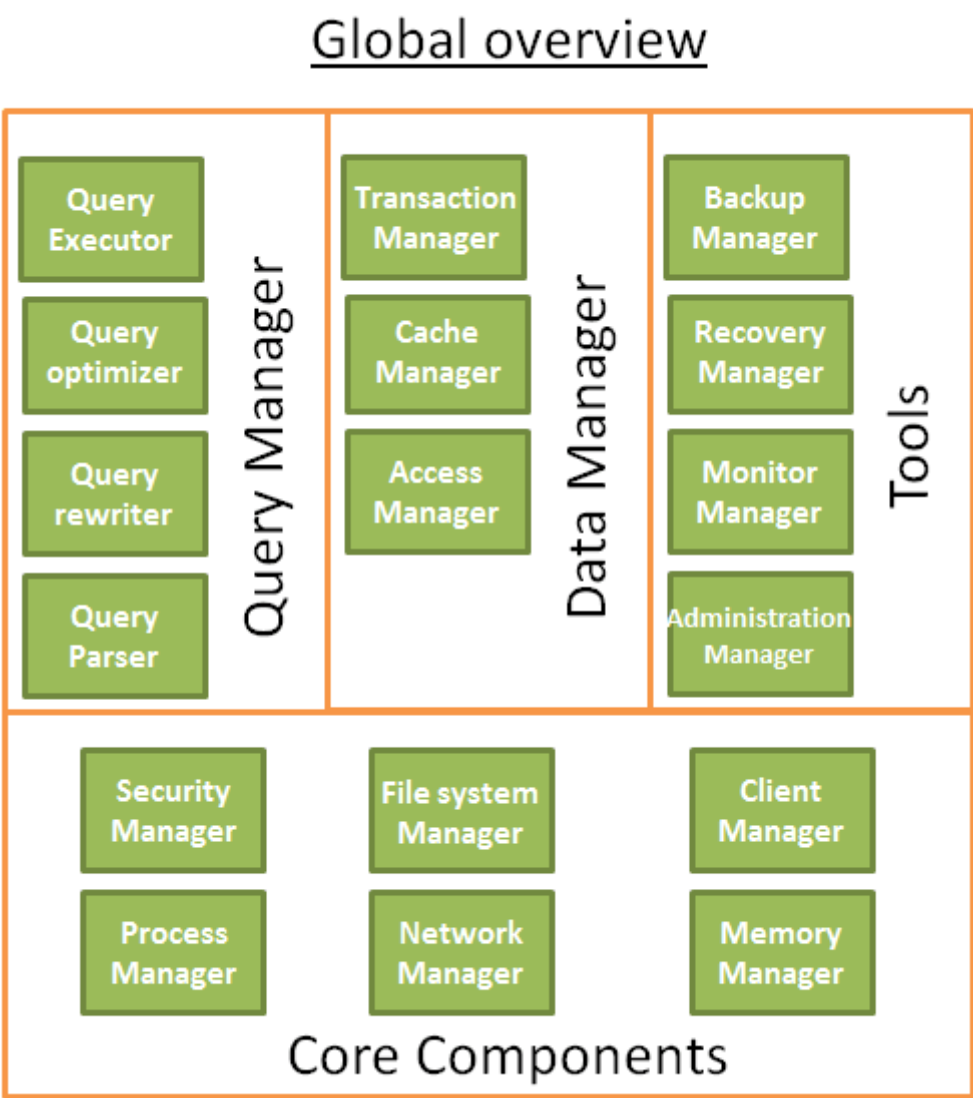 Global overview
Query
Executor
Query
optimizer
Query
rewriter
Query
Parser
Query Manager
Transaction
Manager
Cache
Manager
Access
Manager
Data Manager
Backup
Manager
Recovery
Manager
Monitor
Manager
Administration
Manager
Tools
Security
Manager
File system
Manager
Client
Manager
Process
Manager
Network
Manager
Memory
Manager
Core Components